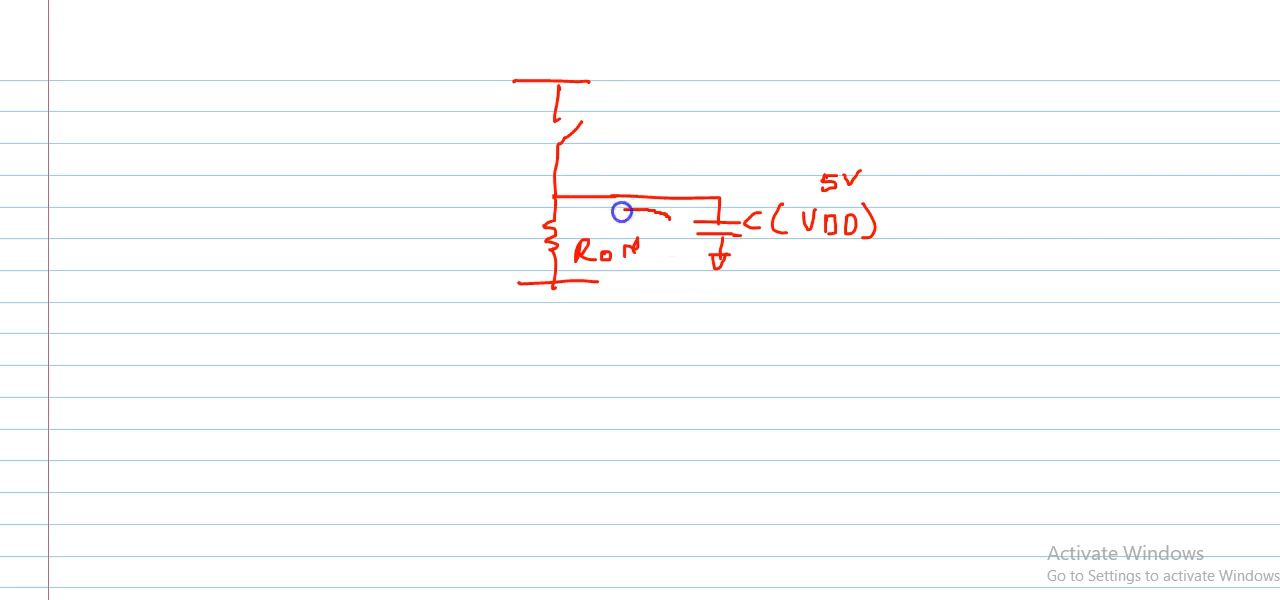 5V
C (VDD)
RON
Activate Windows
Go to Settings to activate Windows